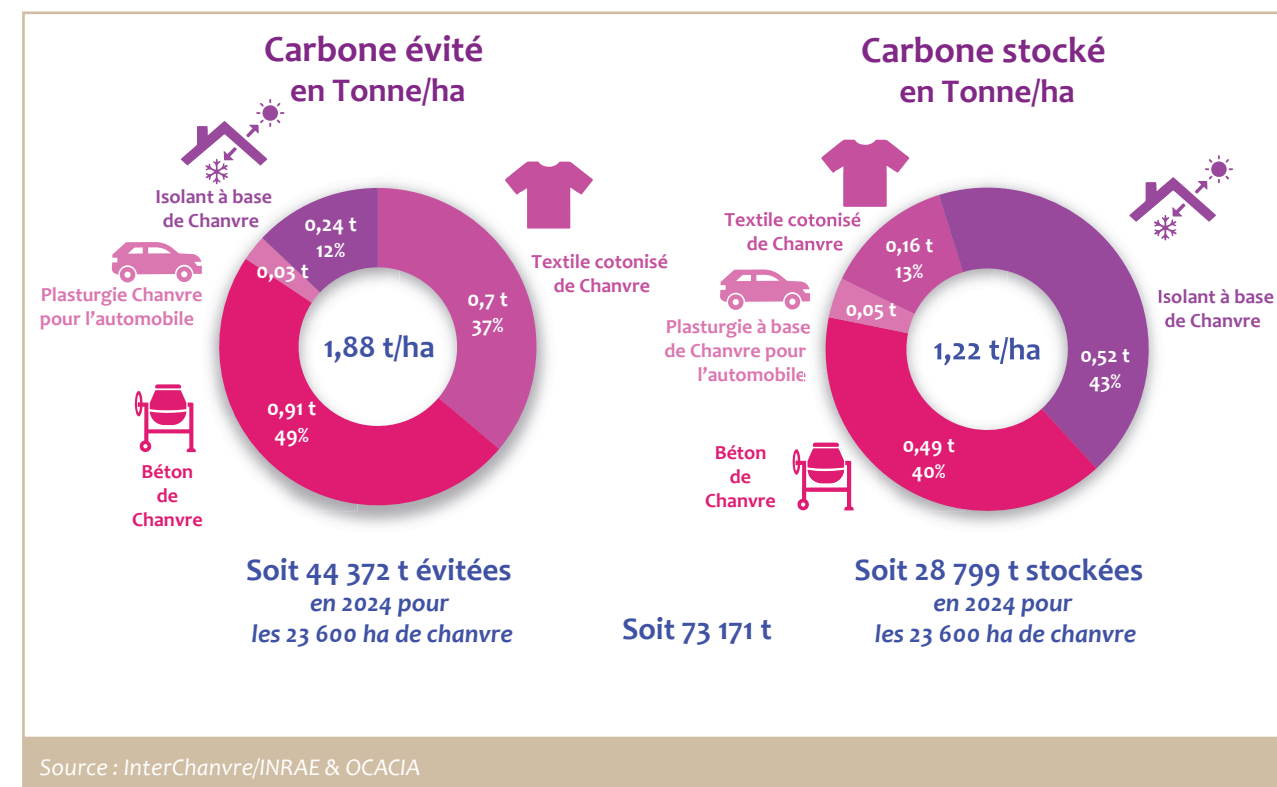 Carbone évité
en Tonne/ha
Isolant à base
de Chanvre
0,24 t
12%
Plasturgie Chanvre
pour l'automobile
0,03 t
Textile cotonisé
de Chanvre
0,7 t
37%
1,88 t/ha
0,91 t
49%
Béton
de
Chanvre
Soit 44 372 t évitées
en 2024 pour
les 23 600 ha de chanvre
Carbone stocké
en Tonne/ha
Textile cotonisé
de Chanvre
0,16 t
13%
Plasturgie à base
de Chanvre pour
l'automobile
0,05 t
Isolant à base
de Chanvre
0,52 t
43%
1,22 t/ha
0,49 t
40%
Béton
de
Chanvre
Soit 28 799 t stockées
en 2024 pour
les 23 600 ha de chanvre
Soit 73 171 t
Source : InterChanvre/INRAE & OCACIA